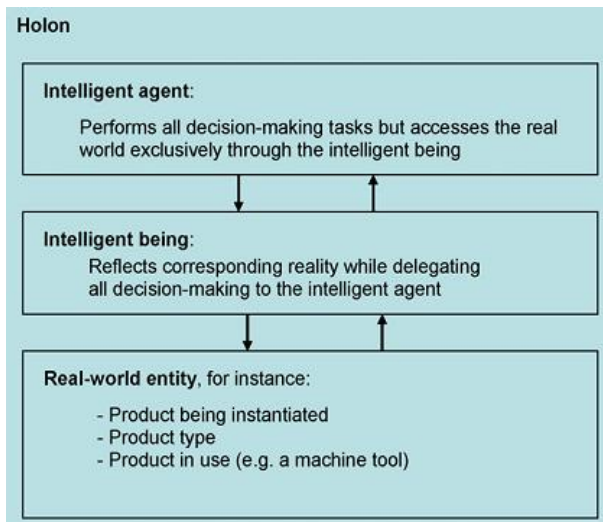 Holon
Intelligent agent:
Performs all decision-making tasks but accesses the real
world exclusively through the intelligent being
Intelligent being:
Reflects corresponding reality while delegating
all decision-making to the intelligent agent
Real-world entity, for instance:
- Product being instantiated
- Product type
- Product in use (e.g. a machine tool)